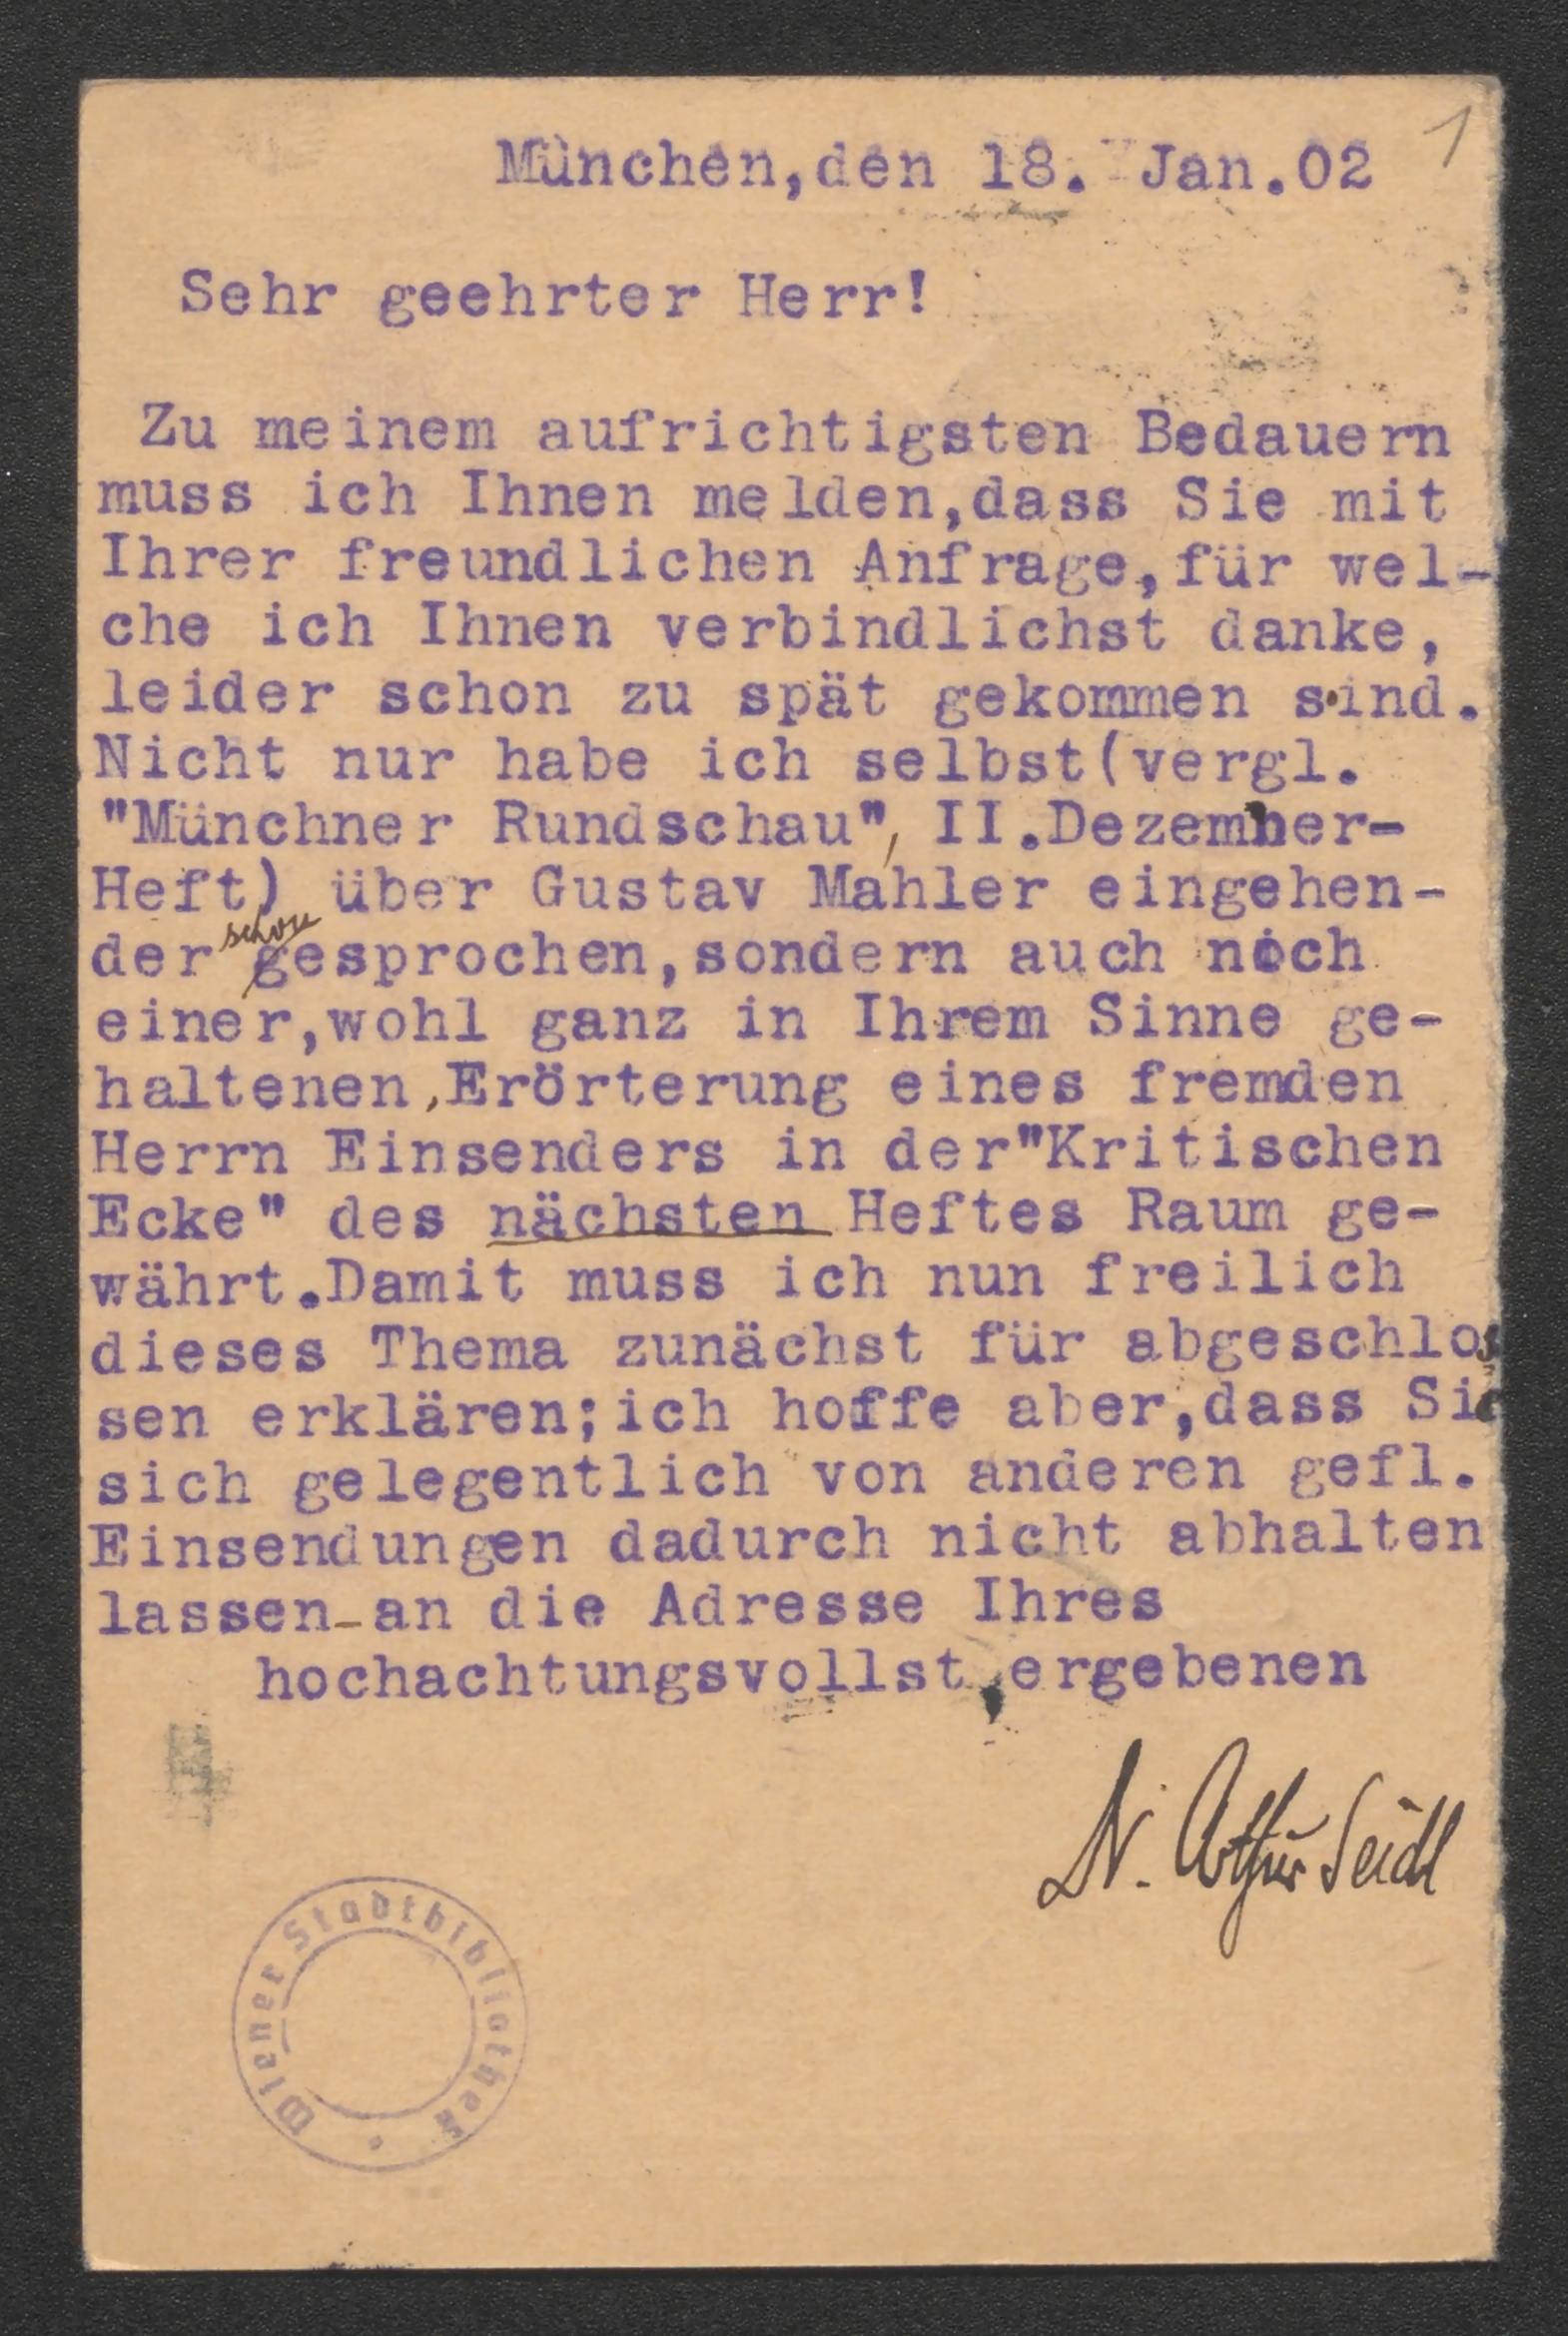 1
München,den 18. Jan.02
Sehr geehrter Herr!
Zu meinem aufrichtigsten Bedauern
muss ich Ihnen melden,dass Sie mit
Ihrer freundlichen Anfrage,für wel-
che ich Ihnen verbindlichst danke,
leider schon zu spät gekommen sind.
Nicht nur habe ich selbst(vergl.
"Münchner Rundschau", II.Dezember-
Heft) über Gustav Mahler eingehen-
der schon gesprochen,sondern auch noch
einer,wohl ganz in Ihrem Sinne ge-
haltenen,Erörterung eines fremden
Herrn Einsenders in der"Kritischen
Ecke" des nächsten Heftes Raum ge-
währt.Damit muss ich nun freilich
dieses Thema zunächst für abgeschlos
sen erklären;ich hoffe aber,dass Sie
sich gelegentlich von anderen gefl.
Einsendungen dadurch nicht abhalten
lassen-an die Adresse Ihres
hochachtungsvollst ergebenen
Dr. Arthur Seidl
Wiener Stadtbibliothek